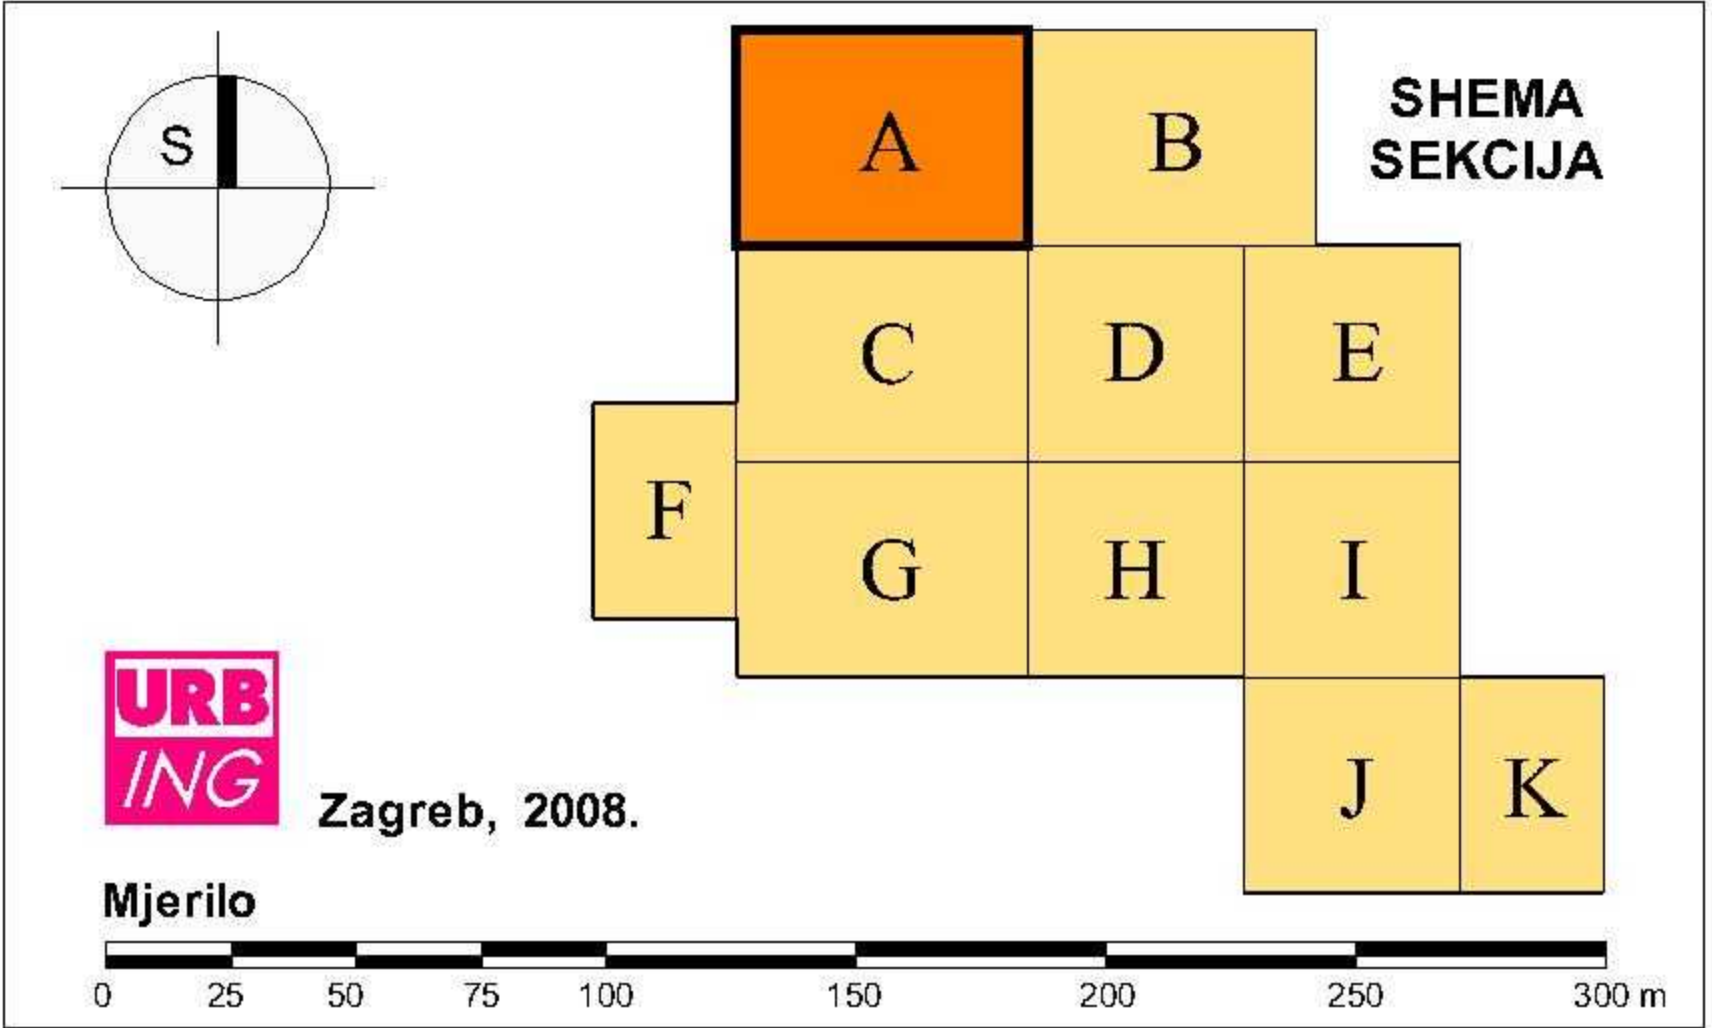 S
A
B
SHEMA
SEKCIJA
C
D
E
F
G
H
I
J
K
URB
ING
Zagreb, 2008.
Mjerilo
0 25 50 75 100 150 200 250 300 m